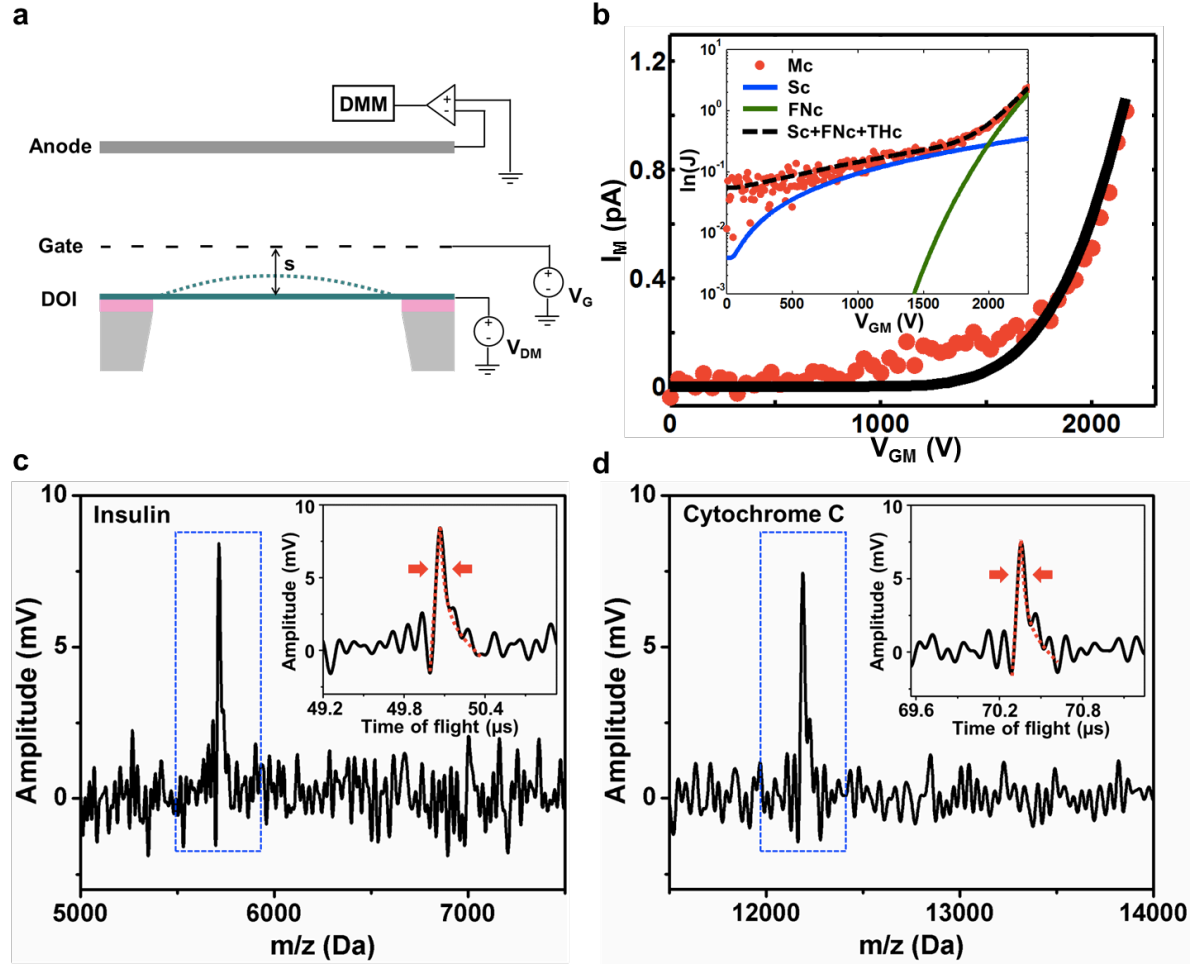 a
DMM
Anode
Gate
s
DOI
V_G
V_DM
b
I_M (pA)
1.2
0.8
0.4
0
0
1000
2000
V_GM (V)
ln(J)
10^1
10^0
10^-1
10^-2
10^-3
0
500
1000
1500
2000
V_GM (V)
Mc
Sc
FNc
Sc+FNc+THc
c
Insulin
Amplitude (mV)
10
5
0
5000
6000
7000
m/z (Da)
Amplitude (mV)
10
5
0
49.2
49.8
50.4
Time of flight (μs)
d
Cytochrome C
Amplitude (mV)
10
5
0
12000
13000
14000
m/z (Da)
Amplitude (mV)
10
5
0
69.6
70.2
70.8
Time of flight (μs)